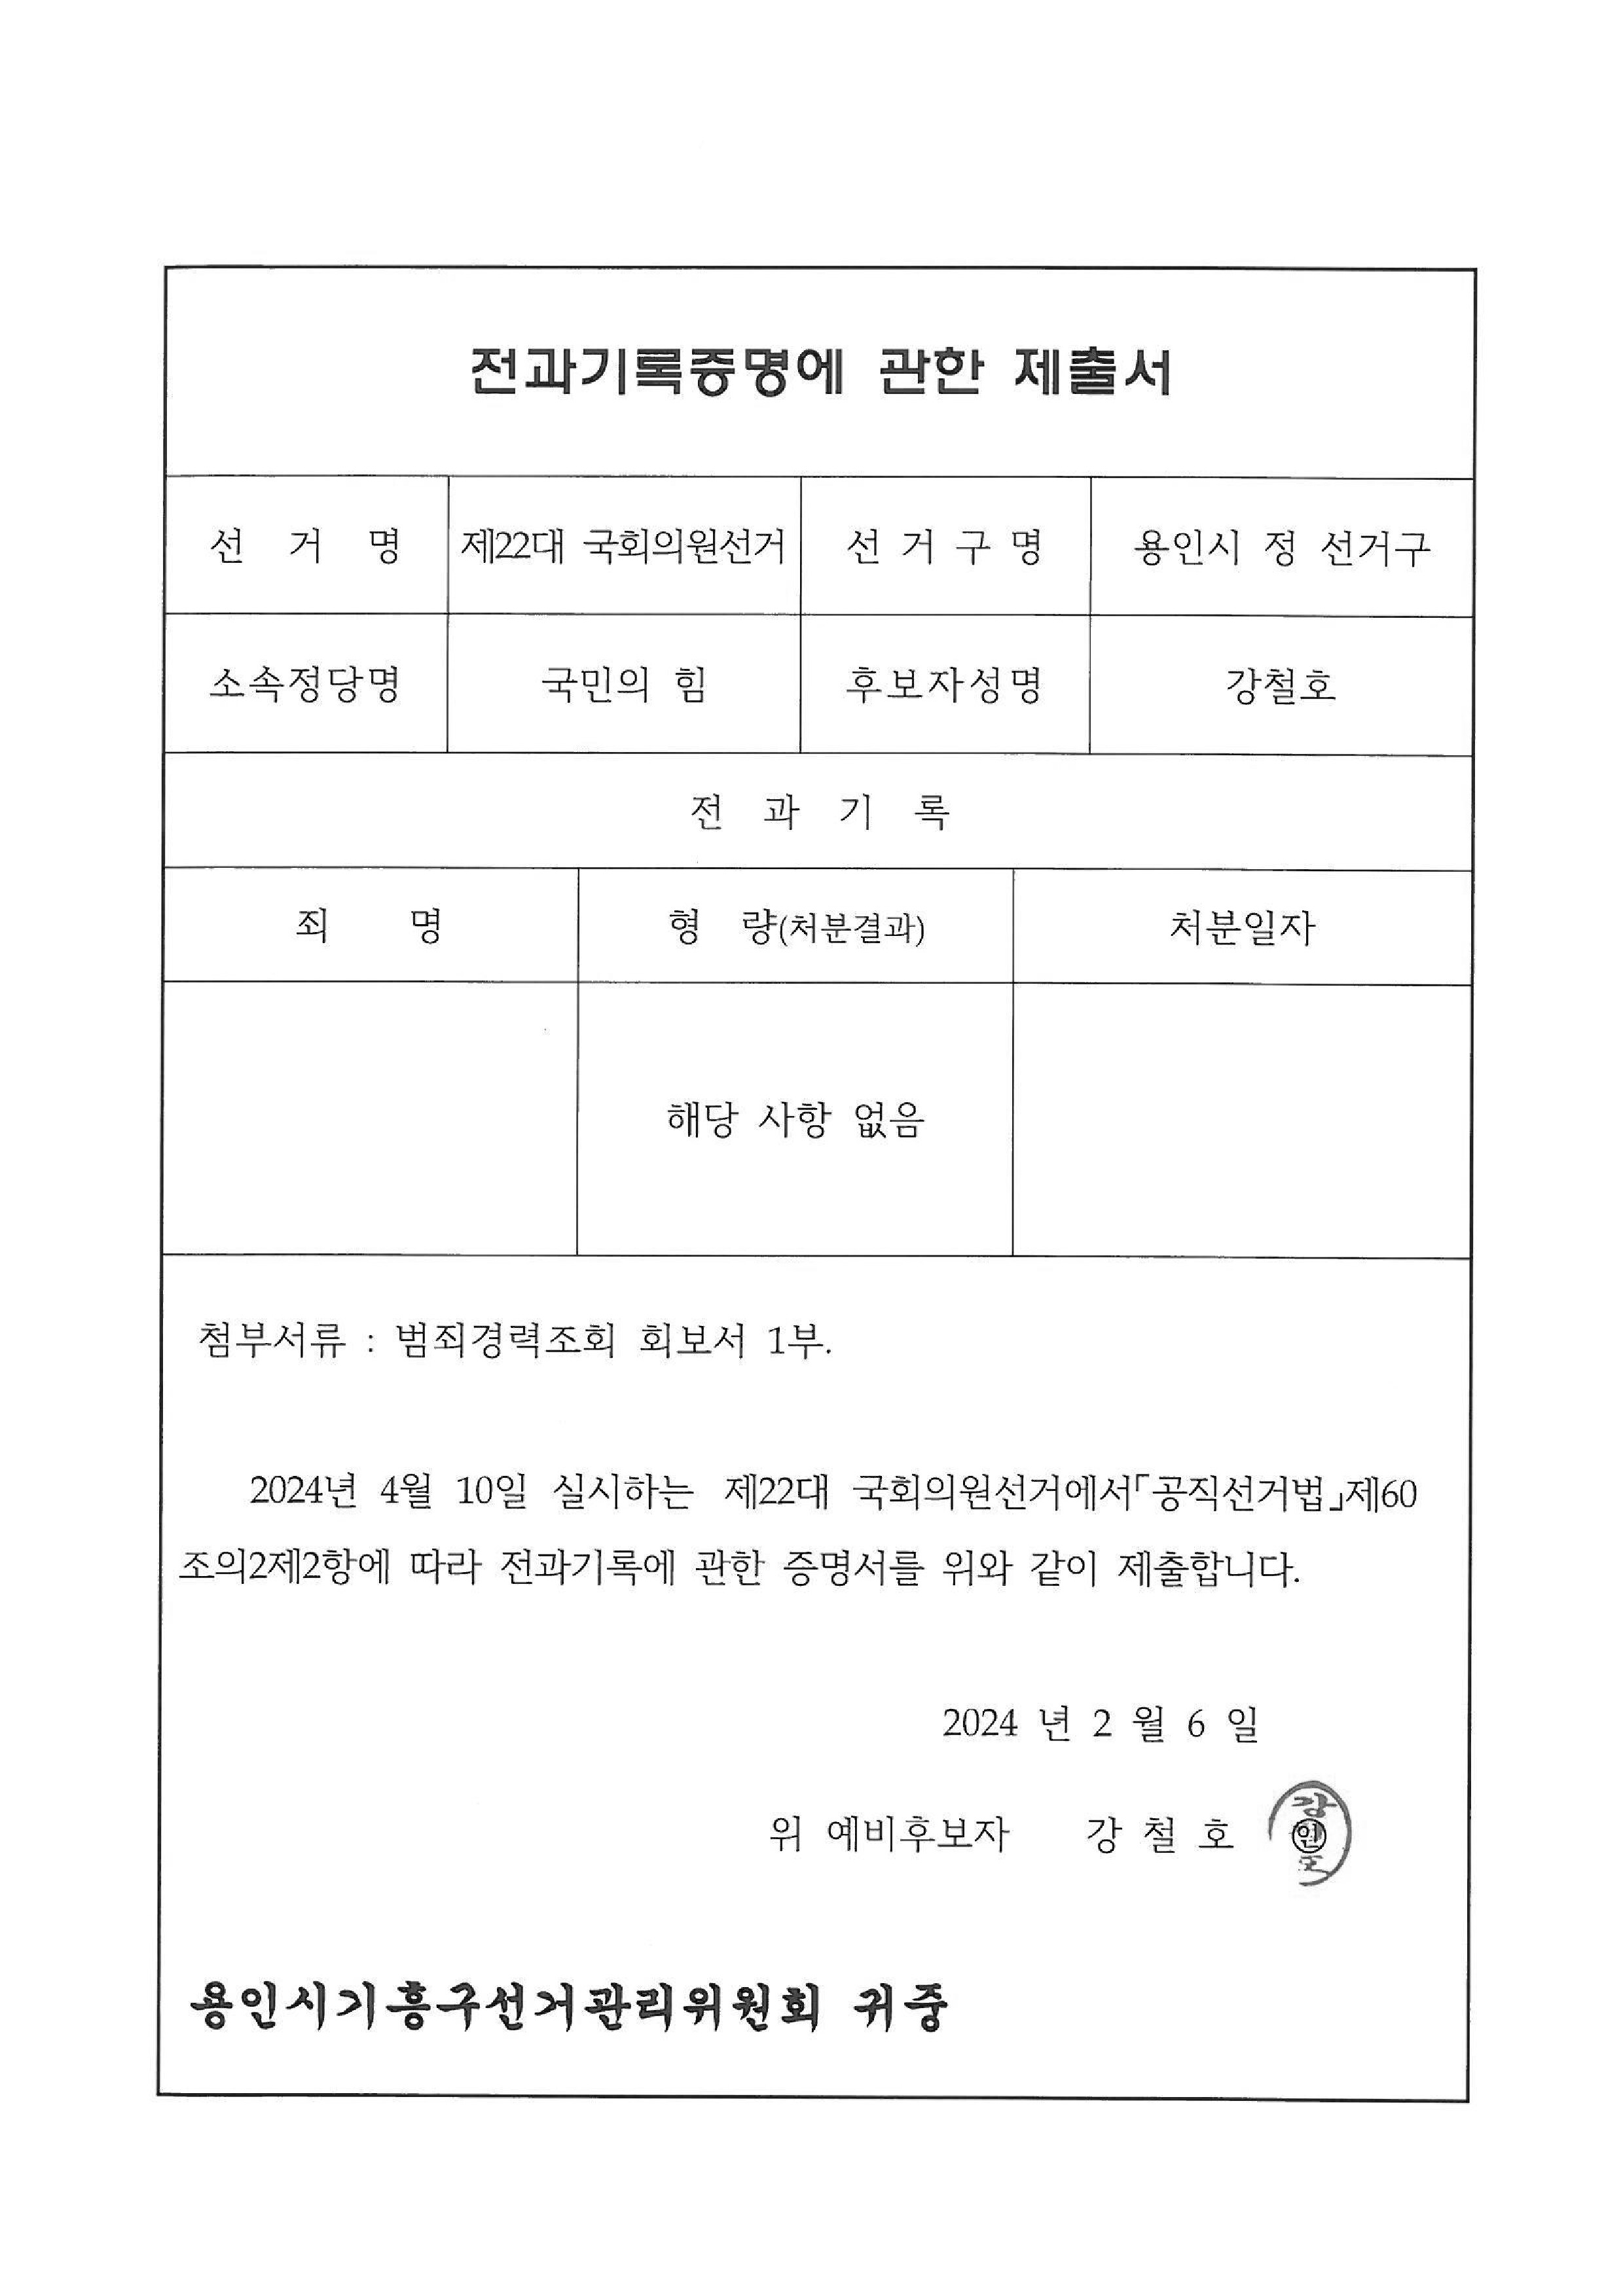 전과기록증명에 관한 제출서
선 거 명 제22대 국회의원선거 선 거 구 명 용인시 정 선거구
소속정당명 국민의 힘 후보자성명 강철호
전 과 기 록
죄 명 형 량(처분결과) 처분일자
해당 사항 없음
첨부서류 : 범죄경력조회 회보서 1부.
2024년 4월 10일 실시하는 제22대 국회의원선거에서「공직선거법」제60
조의2제2항에 따라 전과기록에 관한 증명서를 위와 같이 제출합니다.
2024 년 2 월 6 일
위 예비후보자 강 철 호 인
용인시기흥구선거관리위원회 귀중